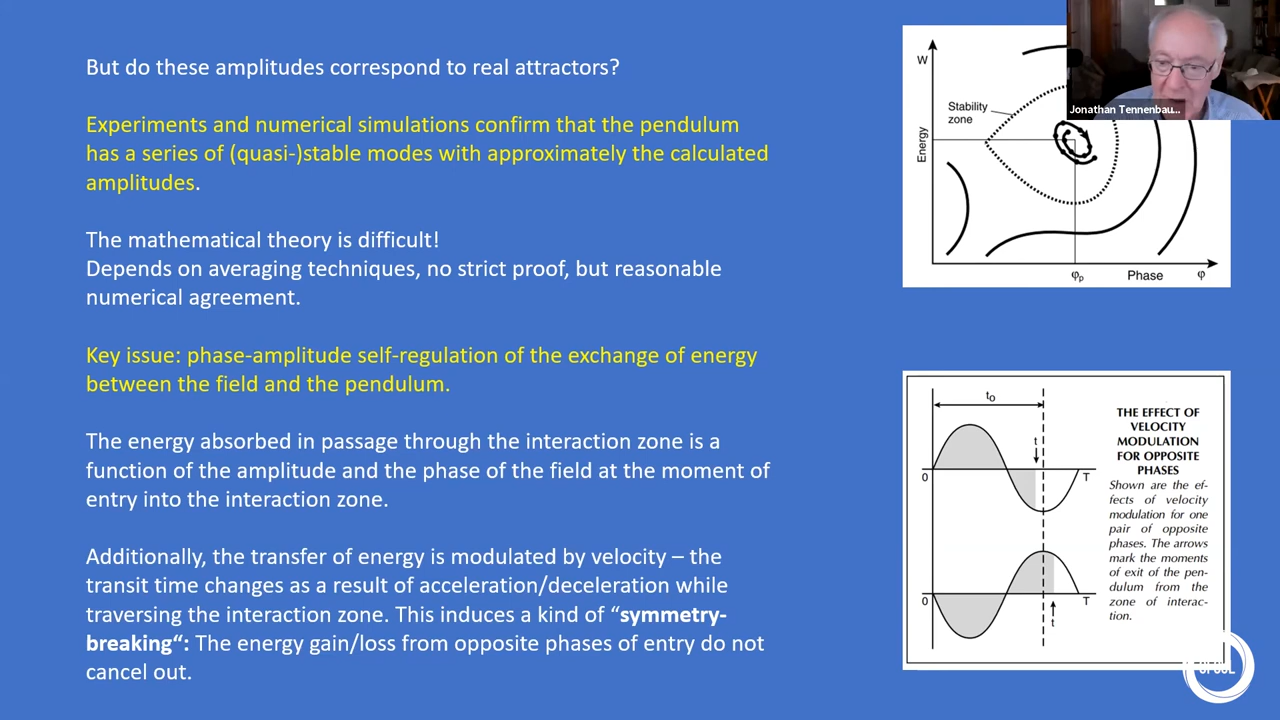 But do these amplitudes correspond to real attractors?
Experiments and numerical simulations confirm that the pendulum
has a series of (quasi-)stable modes with approximately the calculated
amplitudes.
The mathematical theory is difficult!
Depends on averaging techniques, no strict proof, but reasonable
numerical agreement.
Key issue: phase-amplitude self-regulation of the exchange of energy
between the field and the pendulum.
The energy absorbed in passage through the interaction zone is a
function of the amplitude and the phase of the field at the moment of
entry into the interaction zone.
Additionally, the transfer of energy is modulated by velocity – the
transit time changes as a result of acceleration/deceleration while
traversing the interaction zone. This induces a kind of “symmetry-
breaking“: The energy gain/loss from opposite phases of entry do not
cancel out.
W
Stability
zone
Energy
φp
Phase
φ
Jonathan Tennenbau...
to
t
0
T
0
T
t
THE EFFECT OF
VELOCITY
MODULATION
FOR OPPOSITE
PHASES
Shown are the ef-
fects of velocity
modulation for one
pair of opposite
phases. The arrows
mark the moments
of exit of the pen-
dulum from the
zone of interac-
tion.